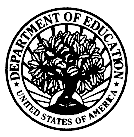 DEPARTMENT OF EDUCATION
UNITED STATES OF AMERICA